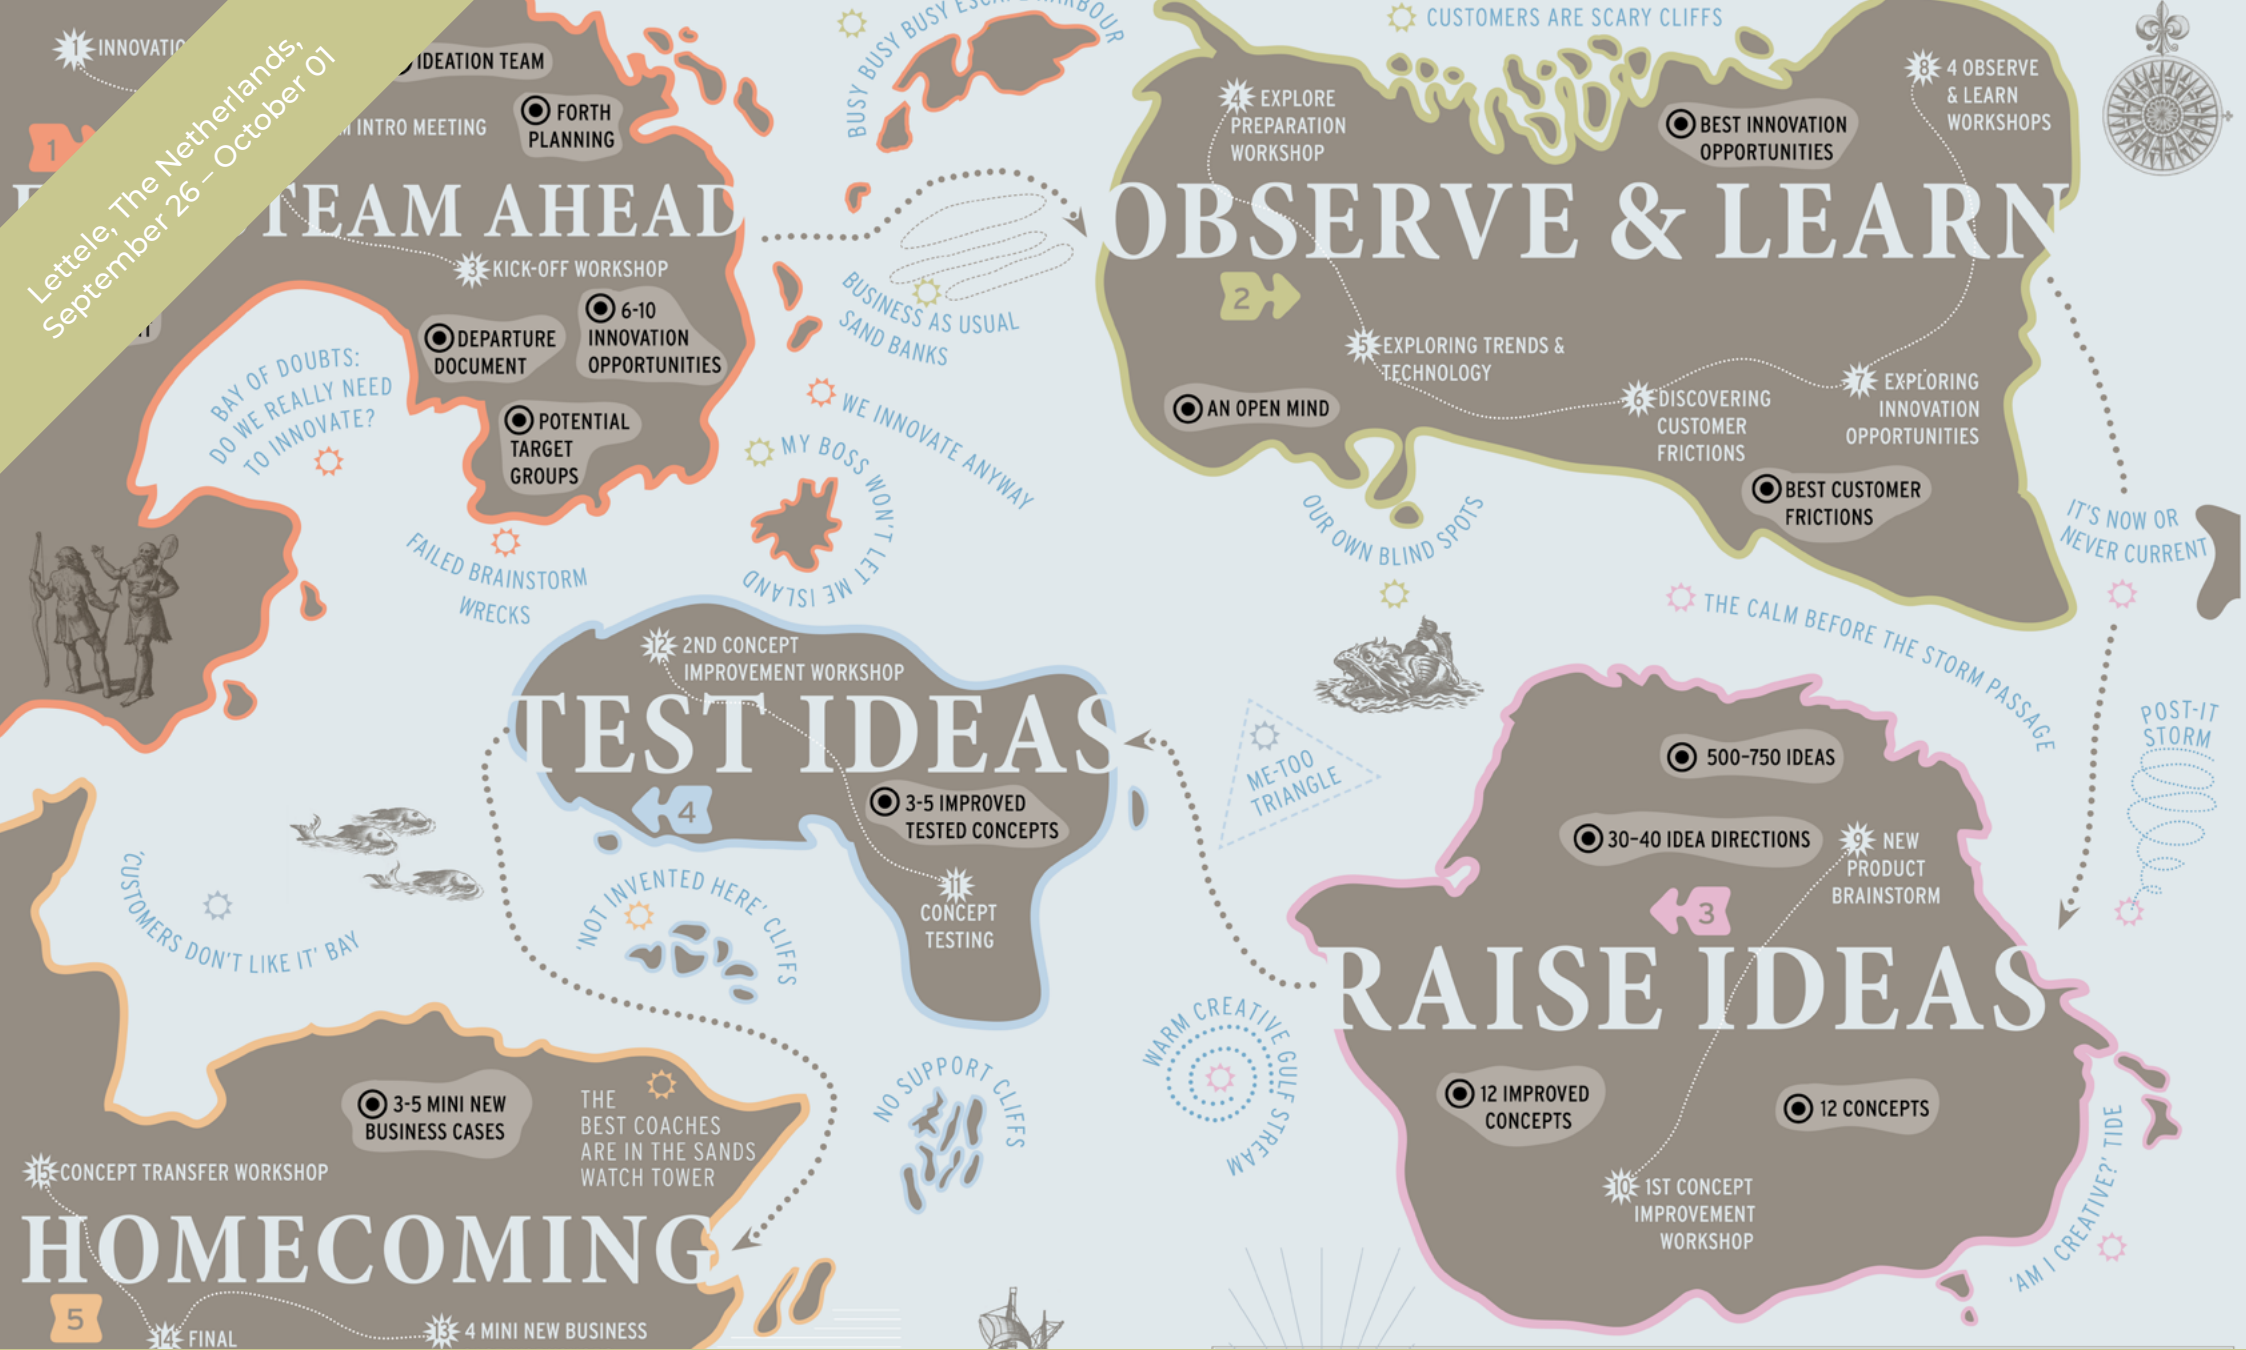 Lettele, The Netherlands,
September 26 – October 01
1
INNOVATIO
IDEATION TEAM
FORTH
PLANNING
INTRO MEETING
1
TEAM AHEAD
3
KICK-OFF WORKSHOP
6-10
INNOVATION
OPPORTUNITIES
DEPARTURE
DOCUMENT
POTENTIAL
TARGET
GROUPS
BAY OF DOUBTS:
DO WE REALLY NEED
TO INNOVATE?
FAILED BRAINSTORM
WRECKS
BUSY BUSY BUSY ESCAPE HARBOUR
BUSINESS AS USUAL
SAND BANKS
WE INNOVATE ANYWAY
MY BOSS WON'T LET ME ISLAND
CUSTOMERS ARE SCARY CLIFFS
4
EXPLORE
PREPARATION
WORKSHOP
BEST INNOVATION
OPPORTUNITIES
8
4 OBSERVE
& LEARN
WORKSHOPS
OBSERVE & LEARN
2
5
EXPLORING TRENDS &
TECHNOLOGY
AN OPEN MIND
6
DISCOVERING
CUSTOMER
FRICTIONS
7
EXPLORING
INNOVATION
OPPORTUNITIES
BEST CUSTOMER
FRICTIONS
OUR OWN BLIND SPOTS
IT'S NOW OR
NEVER CURRENT
THE CALM BEFORE THE STORM PASSAGE
POST-IT
STORM
12
2ND CONCEPT
IMPROVEMENT WORKSHOP
TEST IDEAS
4
3-5 IMPROVED
TESTED CONCEPTS
11
CONCEPT
TESTING
ME-TOO
TRIANGLE
'NOT INVENTED HERE' CLIFFS
'CUSTOMERS DON'T LIKE IT' BAY
NO SUPPORT CLIFFS
WARM CREATIVE GULF STREAM
500-750 IDEAS
30-40 IDEA DIRECTIONS
9
NEW
PRODUCT
BRAINSTORM
3
RAISE IDEAS
12 IMPROVED
CONCEPTS
12 CONCEPTS
10
1ST CONCEPT
IMPROVEMENT
WORKSHOP
'AM I CREATIVE?' TIDE
3-5 MINI NEW
BUSINESS CASES
THE
BEST COACHES
ARE IN THE SANDS
WATCH TOWER
15
CONCEPT TRANSFER WORKSHOP
HOMECOMING
5
14
FINAL
13
4 MINI NEW BUSINESS